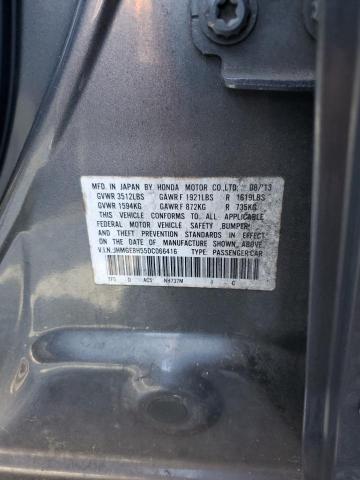 MFD. IN JAPAN BY HONDA MOTOR CO.,LTD. 08/'13
GVWR 3512LBS GAWR F 1921LBS R 1619LBS
GVWR 1594KG GAWR F 872KG R 735KG
THIS VEHICLE CONFORMS TO ALL APPLICABLE
FEDERAL MOTOR VEHICLE SAFETY ,BUMPER,
AND THEFT PREVENTION STANDARDS IN EFFECT
ON THE DATE OF MANUFACTURE SHOWN ABOVE.
V.I.N.:JHMGE8H55DC066416 TYPE: PASSENGER CAR
TF5 D AC5 NH737M C